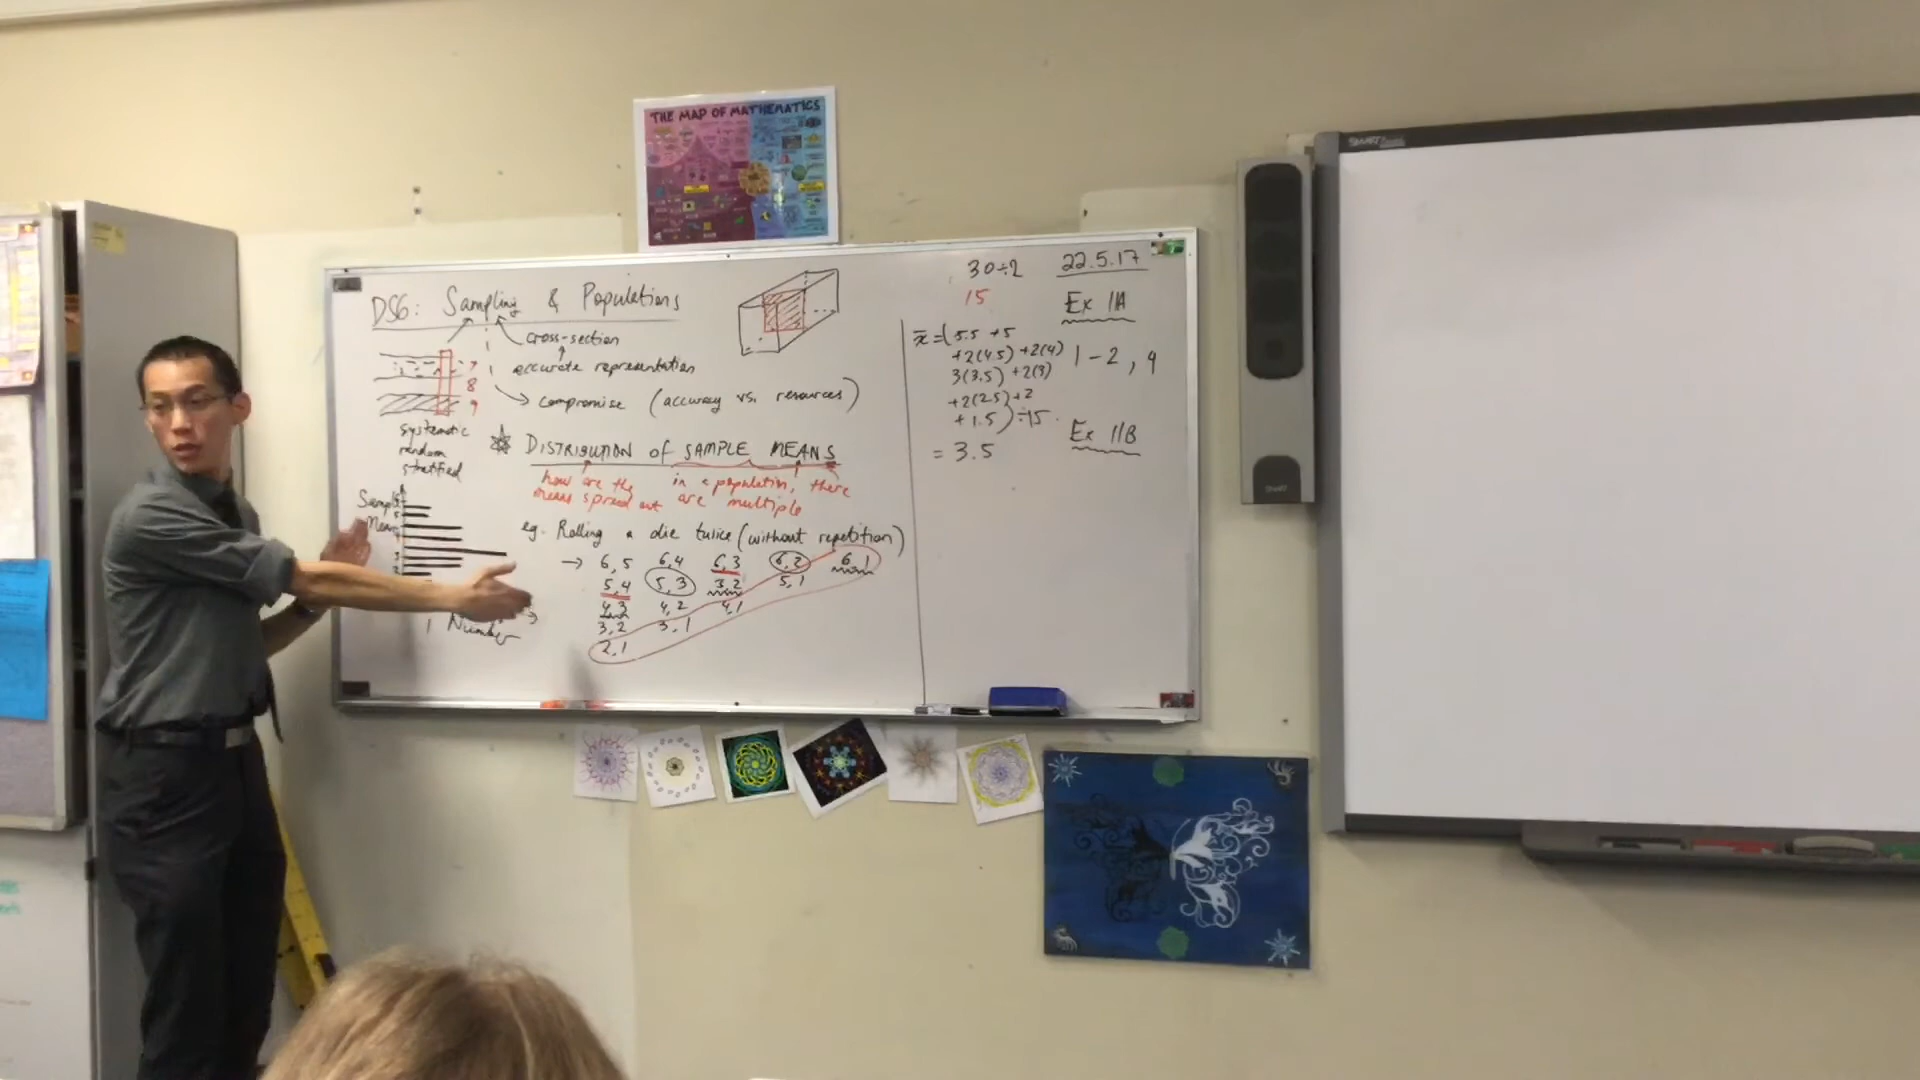 THE MAP OF MATHEMATICS
DS6: Sampling & Populations
cross-section
accurate representation
compromise (accuracy vs. resources)
7
8
9
systematic
random
stratified
DISTRIBUTION of SAMPLE MEANS
how are the means spread out
in a population, there are multiple
Sample
Mean
Number
eg. Rolling a die twice (without repetition)
→ 6,5 6,4 6,3 6,2 6,1
5,4 5,3 3,2 5,1
4,3 4,2 4,1
3,2 3,1
2,1
30÷2
15
22.5.17
Ex 11A
1-2, 4
Ex 11B
x̄ = (5.5 +5
+2(4.5) +2(4)
3(3.5) +2(3)
+2(2.5) +2
+1.5) ÷15
= 3.5
SMART